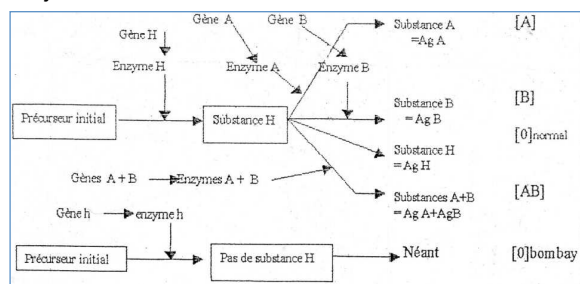 Gène H
Gène A
Gène B
Substance A
=Ag A
[A]
Enzyme H
Enzyme A
Enzyme B
Précurseur initial
Substance H
Substance B
= Ag B
[B]
Substance H
=Ag H
[0]normal
Gènes A + B
Enzymes A + B
Substances A+B
=Ag A+AgB
[AB]
Gène h
enzyme h
Précurseur initial
Pas de substance H
Néant
[0]bombay